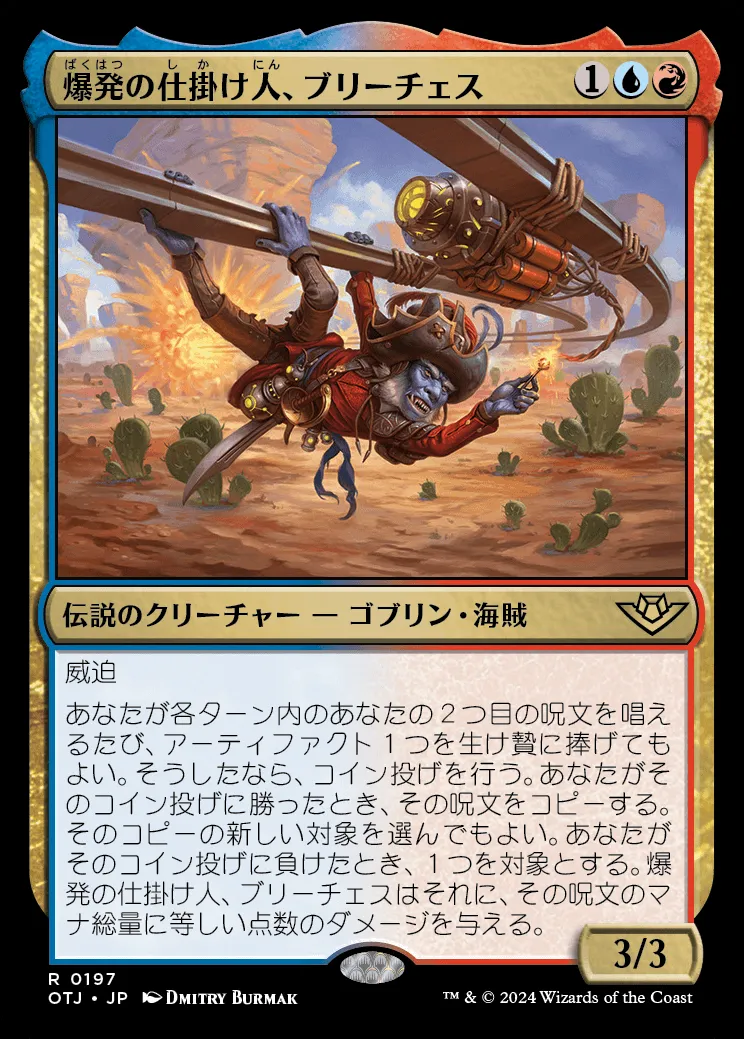 ばくはつ しか にん
爆発の仕掛け人、ブリーチェス
1
伝説のクリーチャー — ゴブリン・海賊
威迫
あなたが各ターン内のあなたの2つ目の呪文を唱え
るたび、アーティファクト1つを生け贄に捧げても
よい。そうしたなら、コイン投げを行う。あなたがそ
のコイン投げに勝ったとき、その呪文をコピーする。
そのコピーの新しい対象を選んでもよい。あなたが
そのコイン投げに負けたとき、1つを対象とする。爆
発の仕掛け人、ブリーチェスはそれに、その呪文のマ
ナ総量に等しい点数のダメージを与える。
3/3
R 0197
OTJ • JP Dmitry Burmak
™ & © 2024 Wizards of the Coast